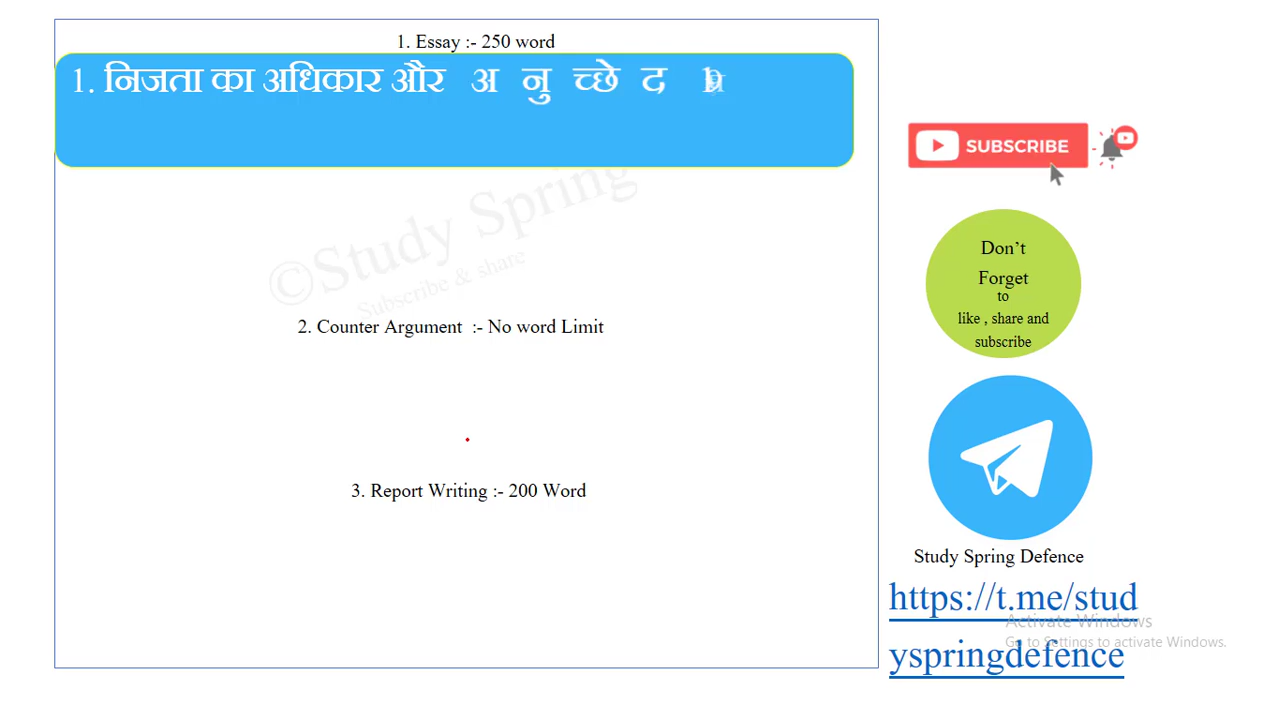 1. Essay :- 250 word
1. निजता का अधिकार और अ नु च्छे द
©Study Spring
Subscribe & share
2. Counter Argument :- No word Limit
3. Report Writing :- 200 Word
SUBSCRIBE
Don’t
Forget
to
like , share and
subscribe
Study Spring Defence
https://t.me/stud
yspringdefence
Activate Windows
Go to Settings to activate Windows.